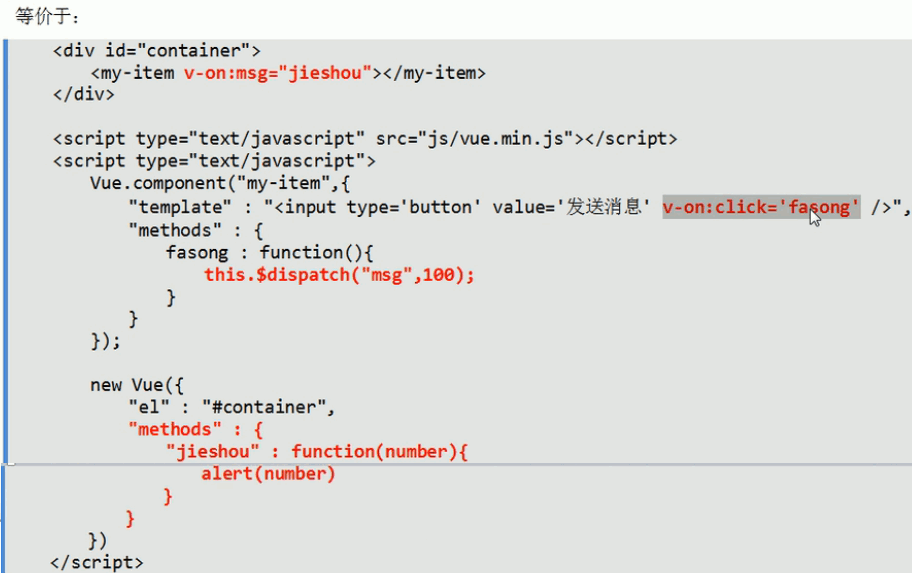 等价于:
<div id="container">
    <my-item v-on:msg="jieshou"></my-item>
</div>

<script type="text/javascript" src="js/vue.min.js"></script>
<script type="text/javascript">
    Vue.component("my-item",{
        "template" : "<input type='button' value='发送消息' v-on:click='fasong' />",
        "methods" : {
            fasong : function(){
                this.$dispatch("msg",100);
            }
        }
    });

    new Vue({
        "el" : "#container",
        "methods" : {
            "jieshou" : function(number){
                alert(number)
            }
        }
    })
</script>